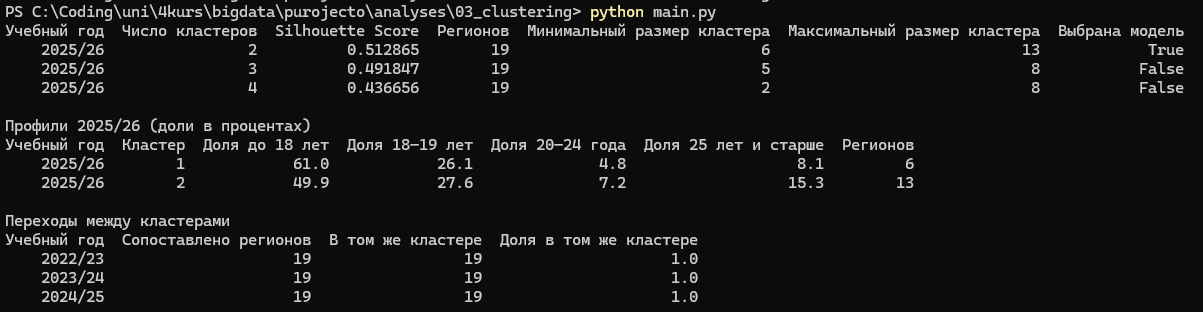 PS C:\Coding\uni\4kurs\bigdata\purojecto\analyses\03_clustering> python main.py
Учебный год Число кластеров Silhouette Score Регионов Минимальный размер кластера Максимальный размер кластера Выбрана модель
2025/26 2 0.512865 19 6 13 True
2025/26 3 0.491847 19 5 8 False
2025/26 4 0.436656 19 2 8 False
Профили 2025/26 (доли в процентах)
Учебный год Кластер Доля до 18 лет Доля 18–19 лет Доля 20–24 года Доля 25 лет и старше Регионов
2025/26 1 61.0 26.1 4.8 8.1 6
2025/26 2 49.9 27.6 7.2 15.3 13
Переходы между кластерами
Учебный год Сопоставлено регионов В том же кластере Доля в том же кластере
2022/23 19 19 1.0
2023/24 19 19 1.0
2024/25 19 19 1.0